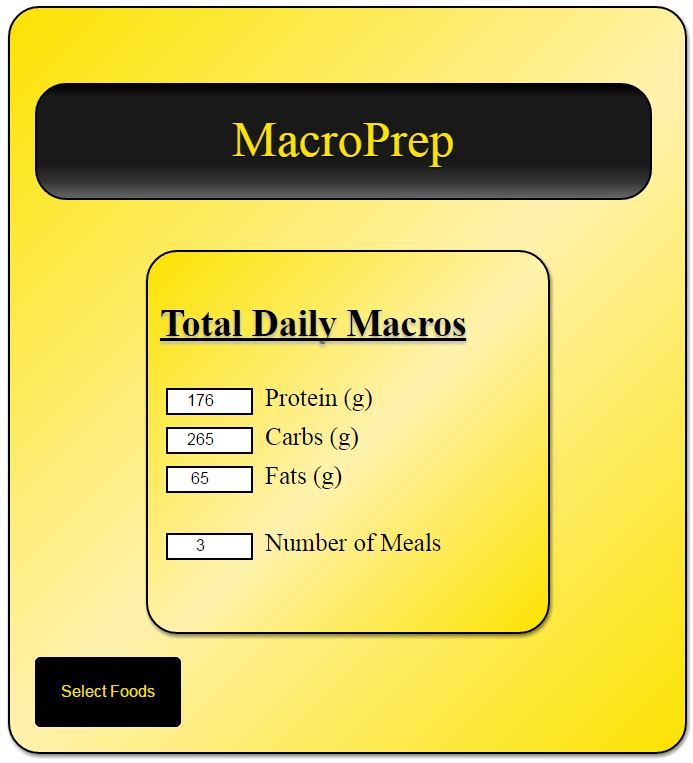 MacroPrep
Total Daily Macros
176 Protein (g)
265 Carbs (g)
65 Fats (g)
3 Number of Meals
Select Foods